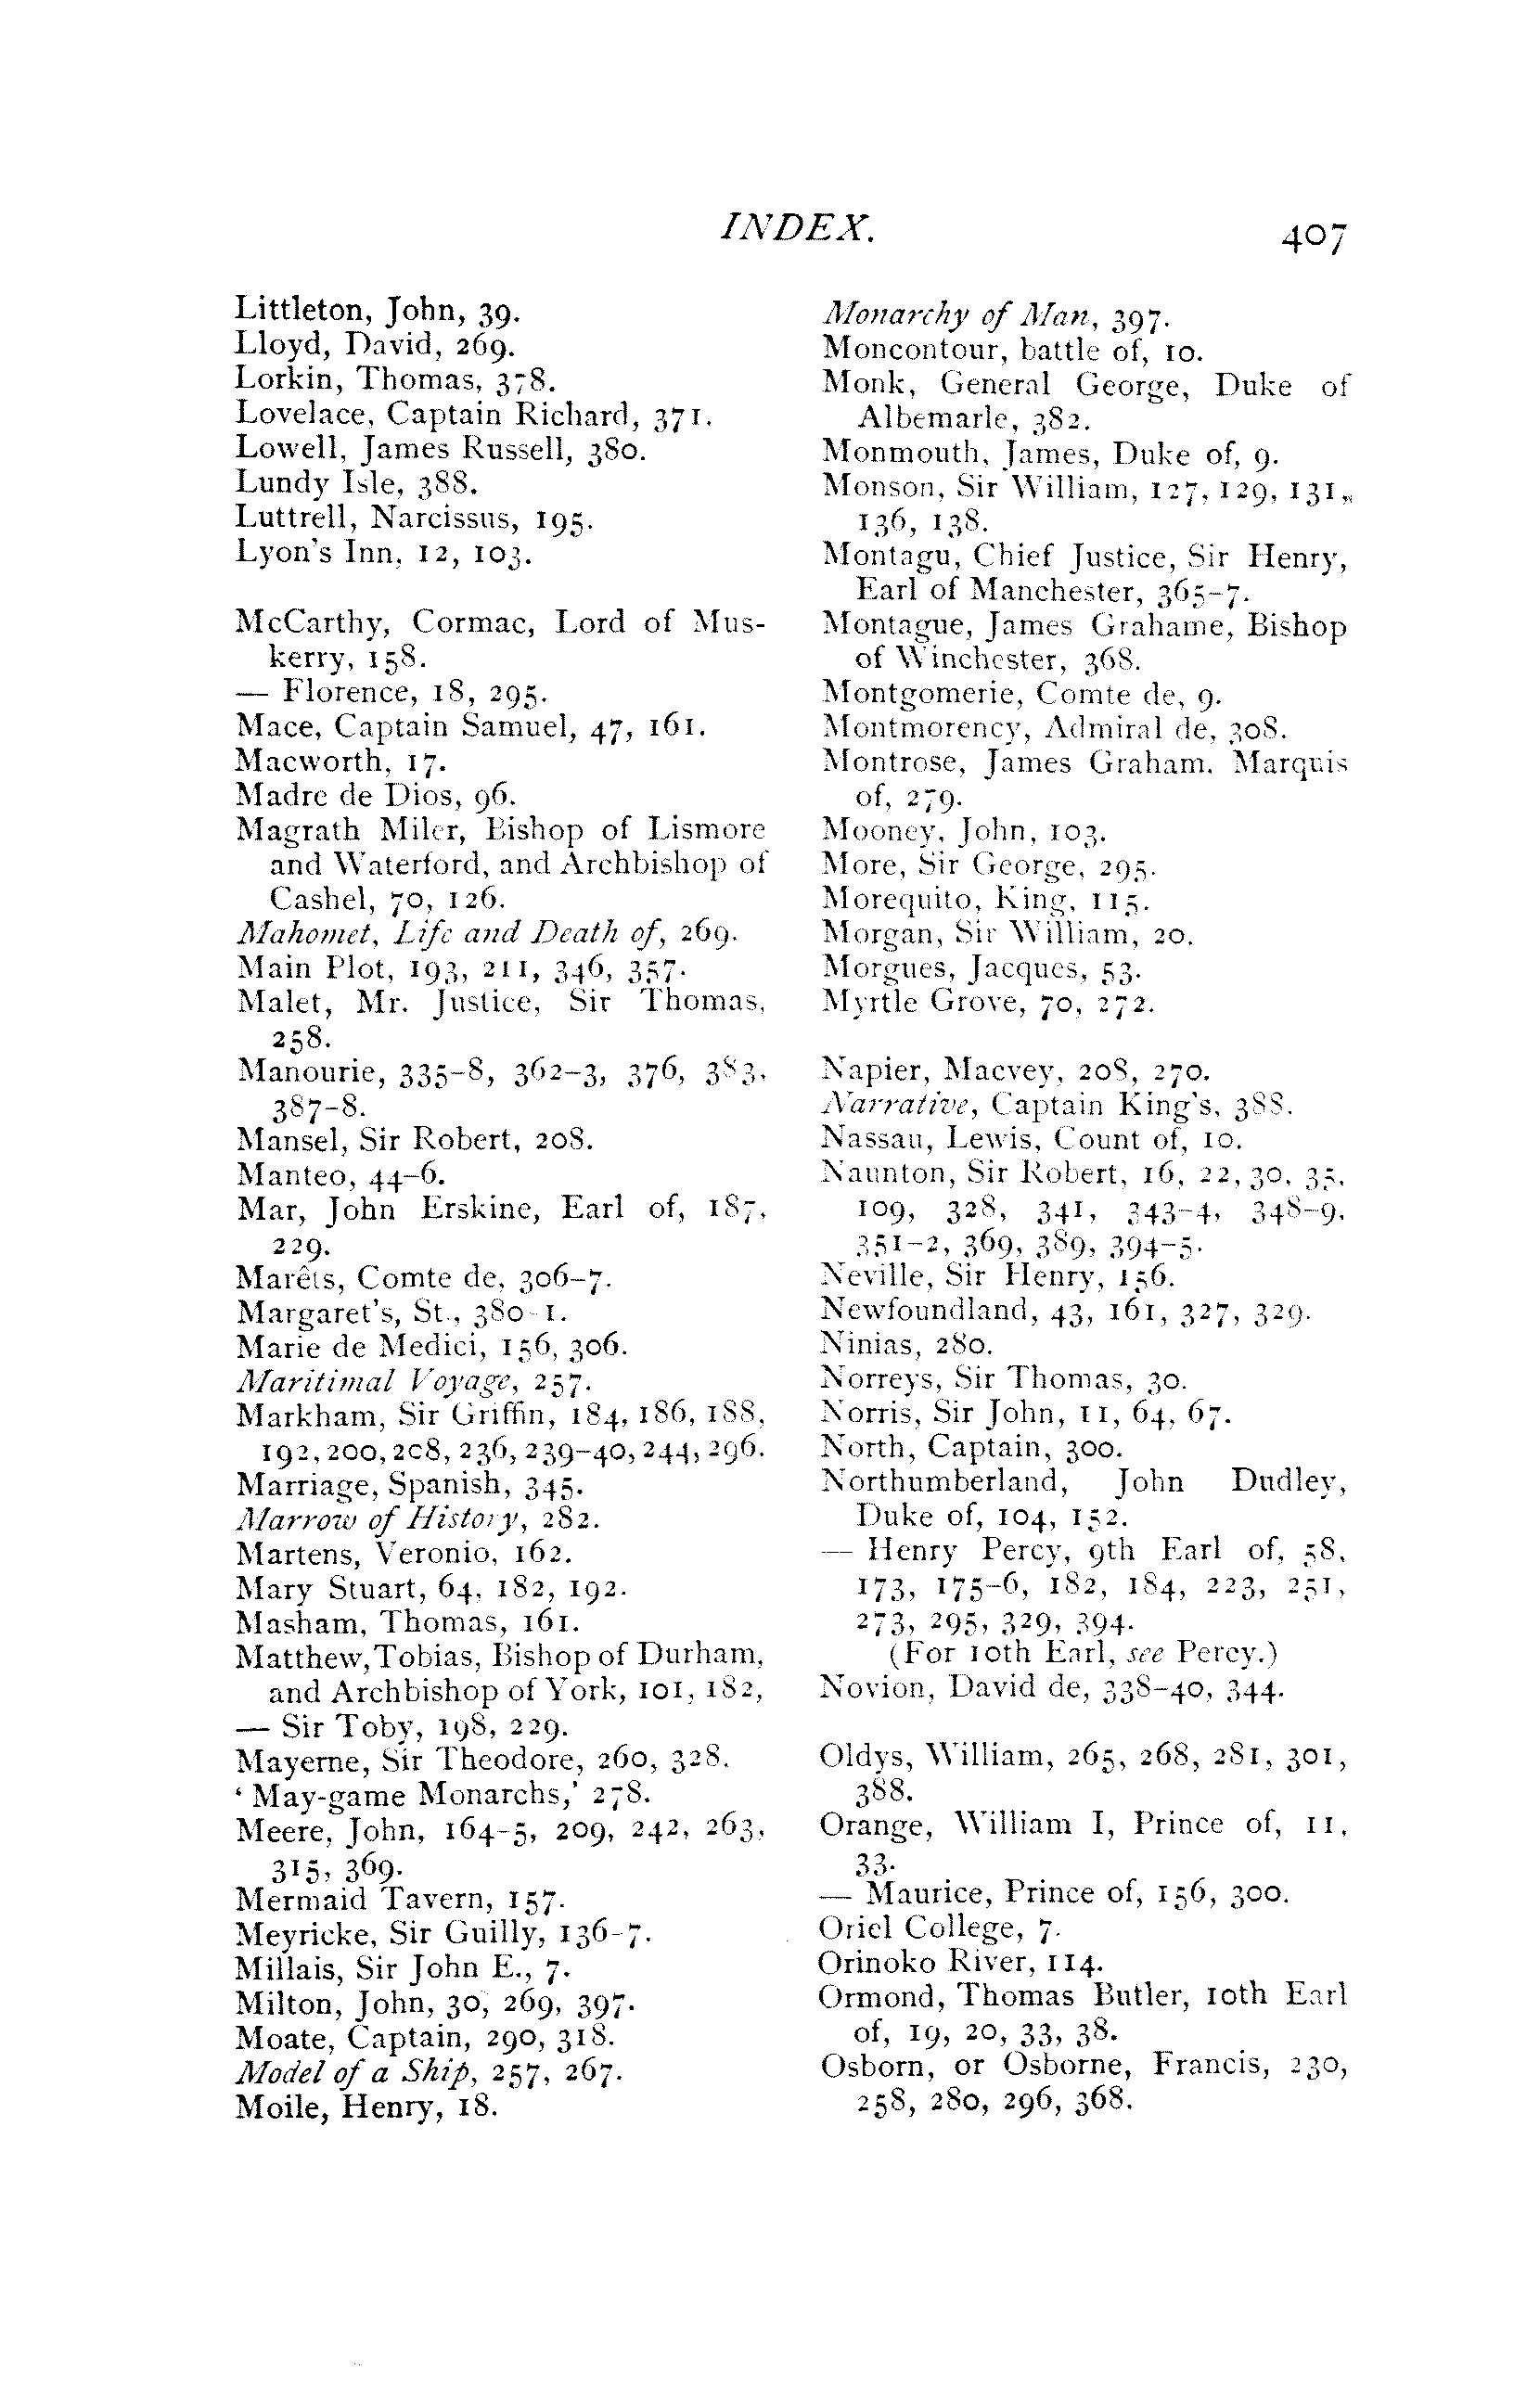 INDEX.
407
Littleton, John, 39.
Lloyd, David, 269.
Lorkin, Thomas, 378.
Lovelace, Captain Richard, 371.
Lowell, James Russell, 380.
Lundy Isle, 388.
Luttrell, Narcissus, 195.
Lyon's Inn, 12, 103.
McCarthy, Cormac, Lord of Mus-
kerry, 158.
— Florence, 18, 295.
Mace, Captain Samuel, 47, 161.
Macworth, 17.
Madre de Dios, 96.
Magrath Miler, Bishop of Lismore
and Waterford, and Archbishop of
Cashel, 70, 126.
Mahomet, Life and Death of, 269.
Main Plot, 193, 211, 346, 357.
Malet, Mr. Justice, Sir Thomas,
258.
Manourie, 335-8, 362-3, 376, 383,
387-8.
Mansel, Sir Robert, 208.
Manteo, 44-6.
Mar, John Erskine, Earl of, 187,
229.
Marêts, Comte de, 306-7.
Margaret's, St., 380-1.
Marie de Medici, 156, 306.
Maritimal Voyage, 257.
Markham, Sir Griffin, 184, 186, 188,
192, 200, 208, 236, 239-40, 244, 296.
Marriage, Spanish, 345.
Marrow of History, 282.
Martens, Veronio, 162.
Mary Stuart, 64, 182, 192.
Masham, Thomas, 161.
Matthew, Tobias, Bishop of Durham,
and Archbishop of York, 101, 182,
— Sir Toby, 198, 229.
Mayerne, Sir Theodore, 260, 328.
' May-game Monarchs,' 278.
Meere, John, 164-5, 209, 242, 263,
315, 369.
Mermaid Tavern, 157.
Meyricke, Sir Guilly, 136-7.
Millais, Sir John E., 7.
Milton, John, 30, 269, 397.
Moate, Captain, 290, 318.
Model of a Ship, 257, 267.
Moile, Henry, 18.
Monarchy of Man, 397.
Moncontour, battle of, 10.
Monk, General George, Duke of
Albemarle, 382.
Monmouth, James, Duke of, 9.
Monson, Sir William, 127, 129, 131,
136, 138.
Montagu, Chief Justice, Sir Henry,
Earl of Manchester, 365-7.
Montague, James Grahame, Bishop
of Winchester, 368.
Montgomerie, Comte de, 9.
Montmorency, Admiral de, 308.
Montrose, James Graham, Marquis
of, 279.
Mooney, John, 103.
More, Sir George, 295.
Morequito, King, 115.
Morgan, Sir William, 20.
Morgues, Jacques, 53.
Myrtle Grove, 70, 272.
Napier, Macvey, 208, 270.
Narrative, Captain King's, 388.
Nassau, Lewis, Count of, 10.
Naunton, Sir Robert, 16, 22, 30, 35,
109, 328, 341, 343-4, 348-9,
351-2, 369, 389, 394-5.
Neville, Sir Henry, 156.
Newfoundland, 43, 161, 327, 329.
Ninias, 280.
Norreys, Sir Thomas, 30.
Norris, Sir John, 11, 64, 67.
North, Captain, 300.
Northumberland, John Dudley,
Duke of, 104, 152.
— Henry Percy, 9th Earl of, 58,
173, 175-6, 182, 184, 223, 251,
273, 295, 329, 394.
(For 10th Earl, see Percy.)
Novion, David de, 338-40, 344.
Oldys, William, 265, 268, 281, 301,
388.
Orange, William I, Prince of, 11,
33.
— Maurice, Prince of, 156, 300.
Oriel College, 7.
Orinoko River, 114.
Ormond, Thomas Butler, 10th Earl
of, 19, 20, 33, 38.
Osborn, or Osborne, Francis, 230,
258, 280, 296, 368.